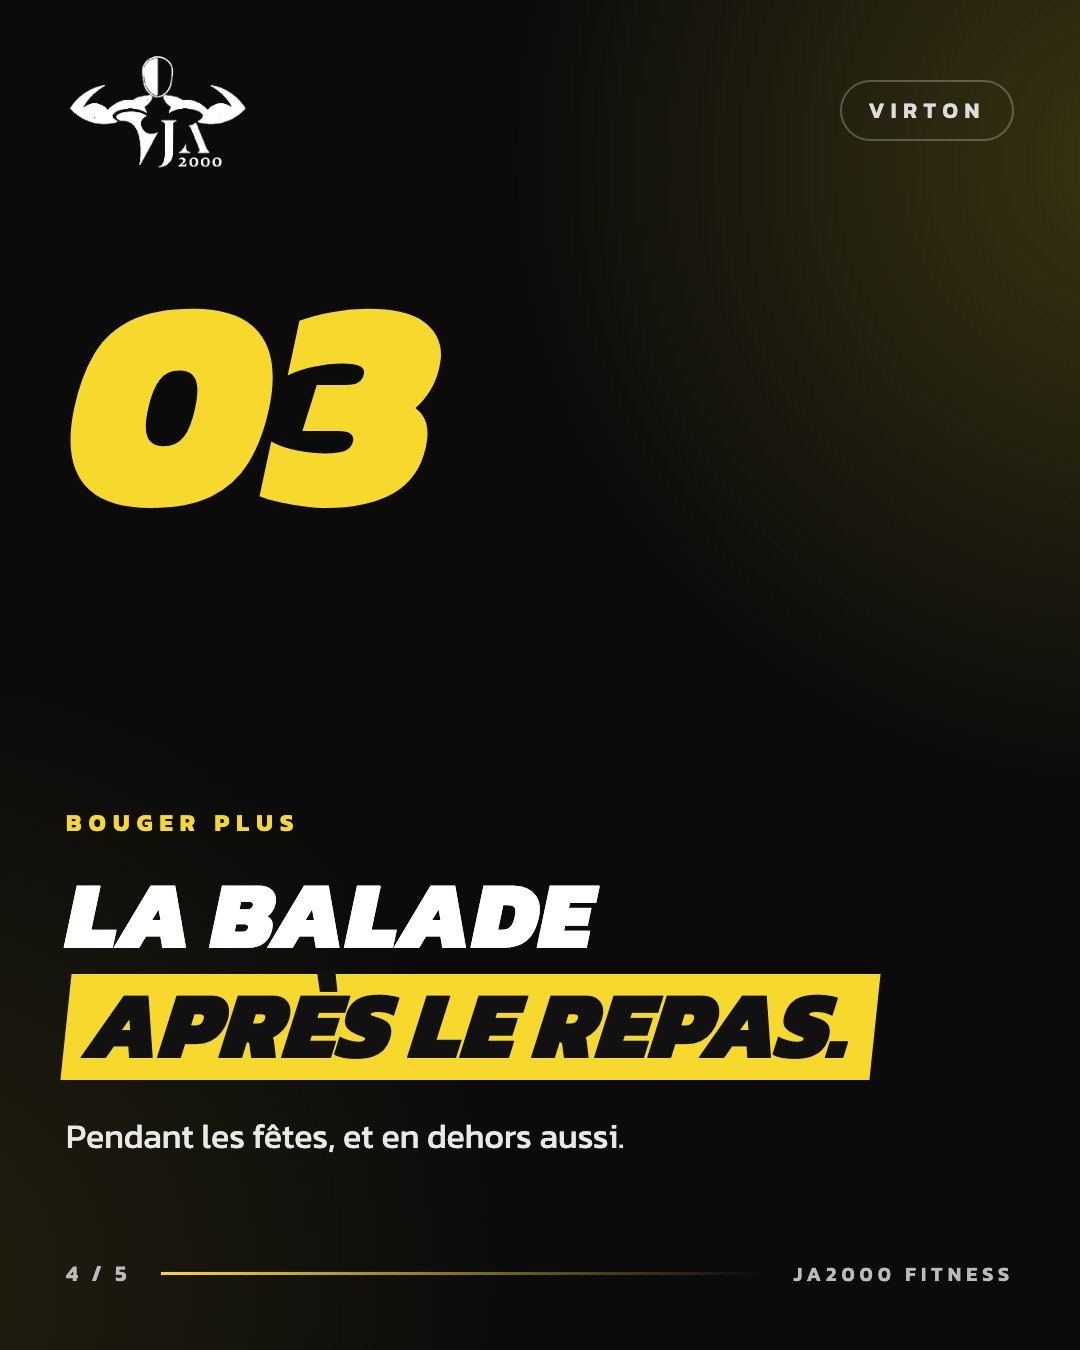 JA
2000
VIRTON
03
BOUGER PLUS
LA BALADE
APRÈS LE REPAS.
Pendant les fêtes, et en dehors aussi.
4 / 5
JA2000 FITNESS